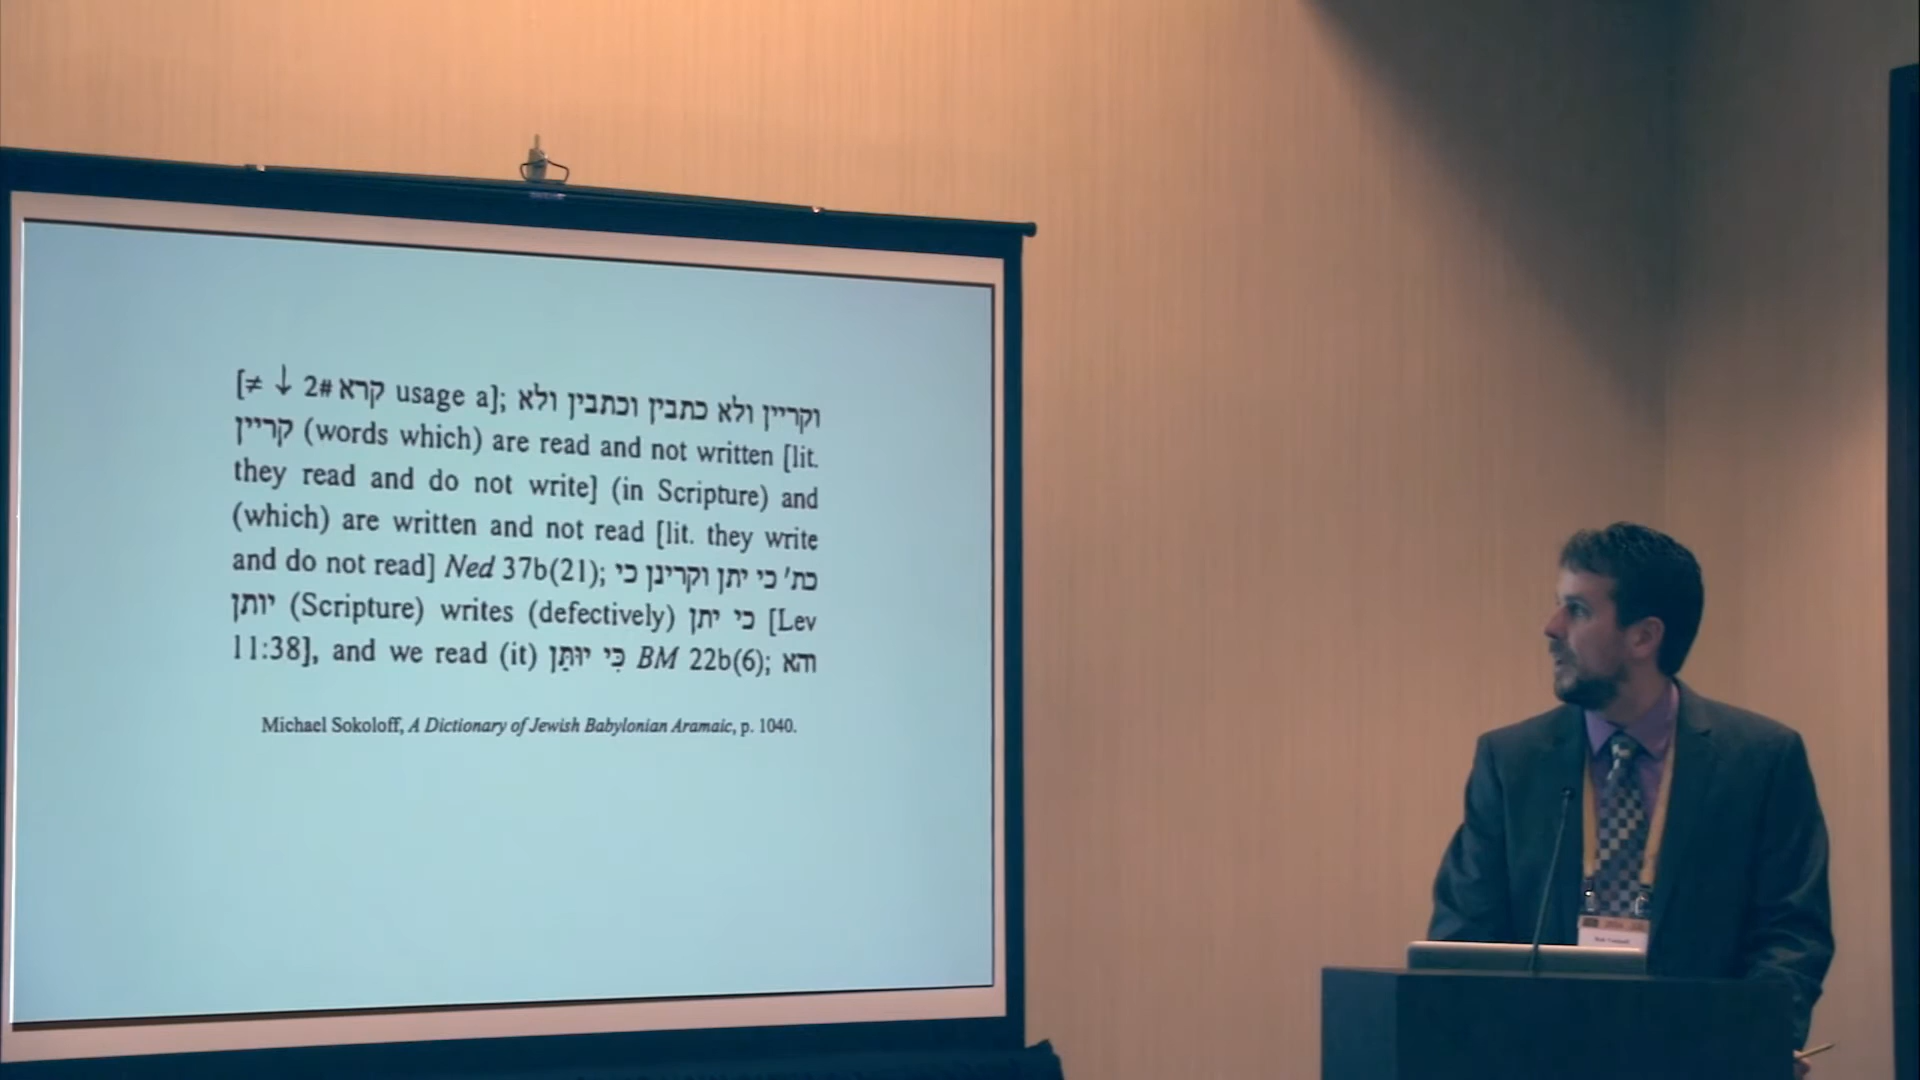 [≠ ↓ 2# קרא usage a]; וקריין ולא כתבין וכתבין ולא
קריין (words which) are read and not written [lit.
they read and do not write] (in Scripture) and
(which) are written and not read [lit. they write
and do not read] Ned 37b(21); כת' כי יתן וקרינן כי
יותן (Scripture) writes (defectively) כי יתן [Lev
11:38], and we read (it) כִּי יוּתַּן BM 22b(6); והא
Michael Sokoloff, A Dictionary of Jewish Babylonian Aramaic, p. 1040.